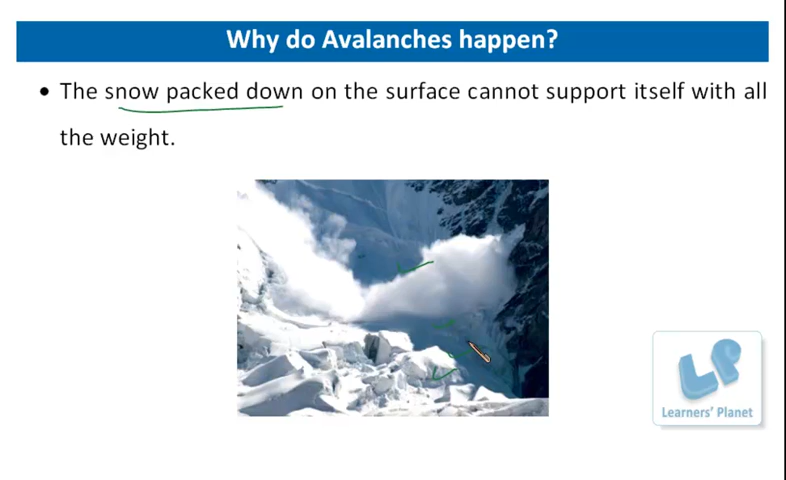 Why do Avalanches happen?
• The snow packed down on the surface cannot support itself with all
the weight.
LP
Learners' Planet